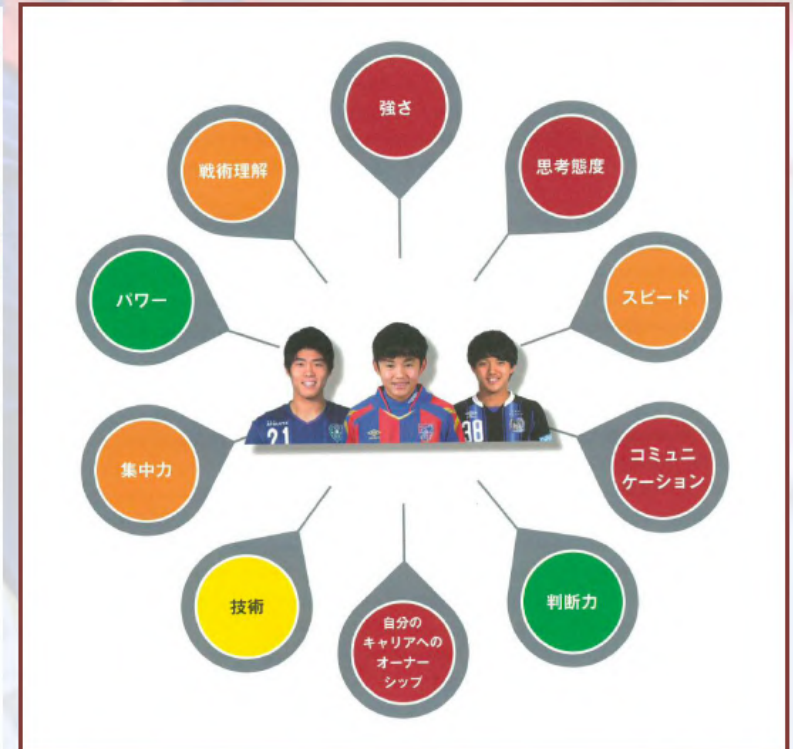 強さ
思考態度
スピード
コミュニ
ケーション
判断力
自分の
キャリアへの
オーナー
シップ
技術
集中力
パワー
戦術理解
21
38